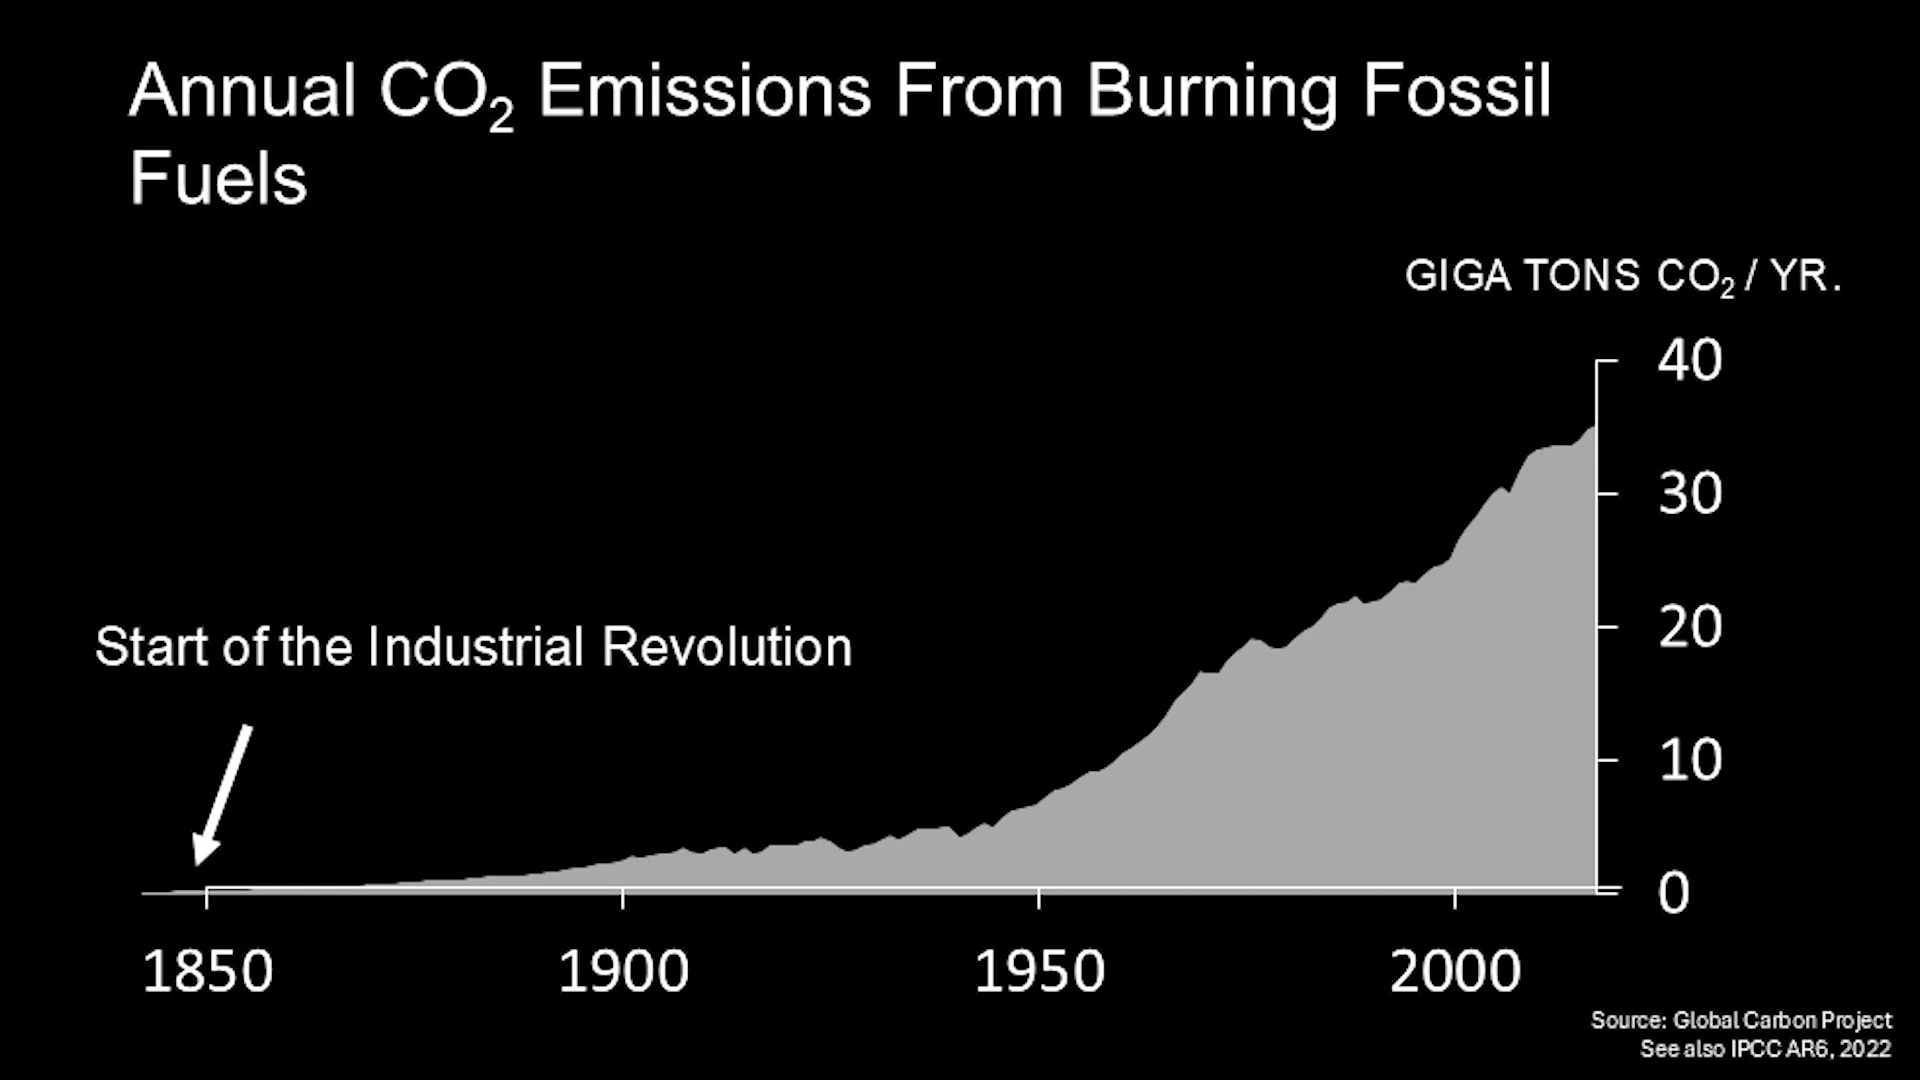 Annual CO₂ Emissions From Burning Fossil
Fuels
GIGA TONS CO₂ / YR.
40
30
20
10
0
Start of the Industrial Revolution
1850 1900 1950 2000
Source: Global Carbon Project
See also IPCC AR6, 2022